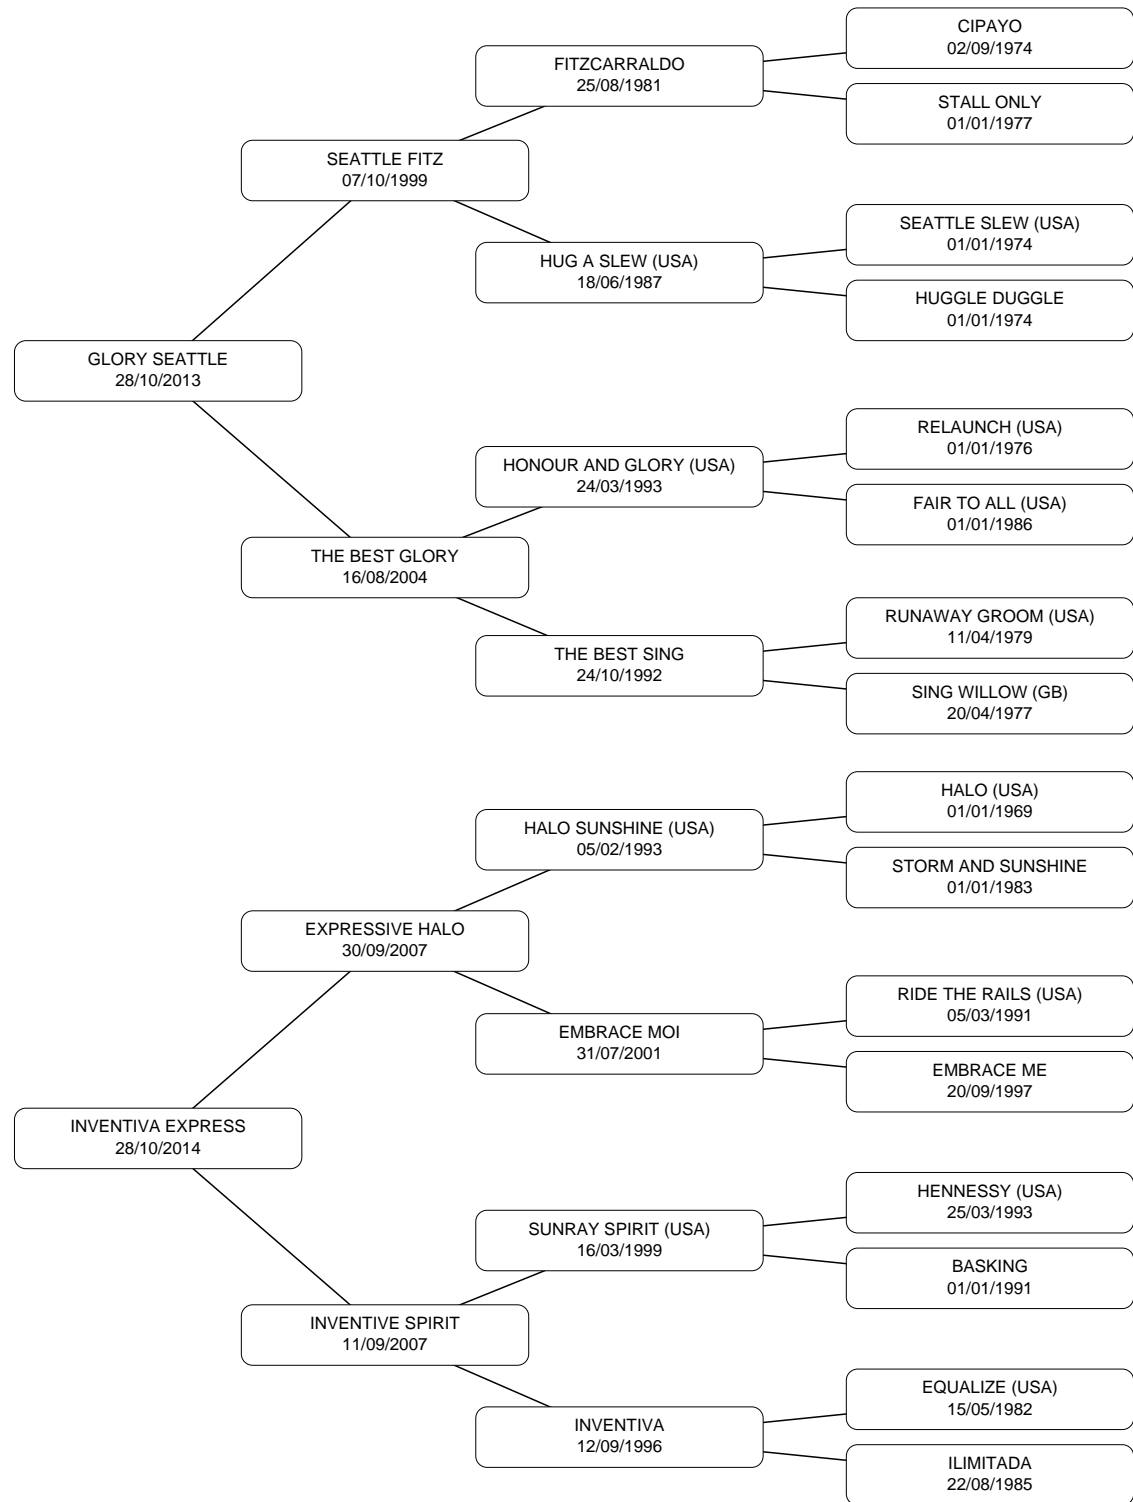 CIPAYO
02/09/1974
FITZCARRALDO
25/08/1981
STALL ONLY
01/01/1977
SEATTLE FITZ
07/10/1999
SEATTLE SLEW (USA)
01/01/1974
HUG A SLEW (USA)
18/06/1987
HUGGLE DUGGLE
01/01/1974
GLORY SEATTLE
28/10/2013
RELAUNCH (USA)
01/01/1976
HONOUR AND GLORY (USA)
24/03/1993
FAIR TO ALL (USA)
01/01/1986
THE BEST GLORY
16/08/2004
RUNAWAY GROOM (USA)
11/04/1979
THE BEST SING
24/10/1992
SING WILLOW (GB)
20/04/1977
HALO (USA)
01/01/1969
HALO SUNSHINE (USA)
05/02/1993
STORM AND SUNSHINE
01/01/1983
EXPRESSIVE HALO
30/09/2007
RIDE THE RAILS (USA)
05/03/1991
EMBRACE MOI
31/07/2001
EMBRACE ME
20/09/1997
INVENTIVA EXPRESS
28/10/2014
HENNESSY (USA)
25/03/1993
SUNRAY SPIRIT (USA)
16/03/1999
BASKING
01/01/1991
INVENTIVE SPIRIT
11/09/2007
EQUALIZE (USA)
15/05/1982
INVENTIVA
12/09/1996
ILIMITADA
22/08/1985